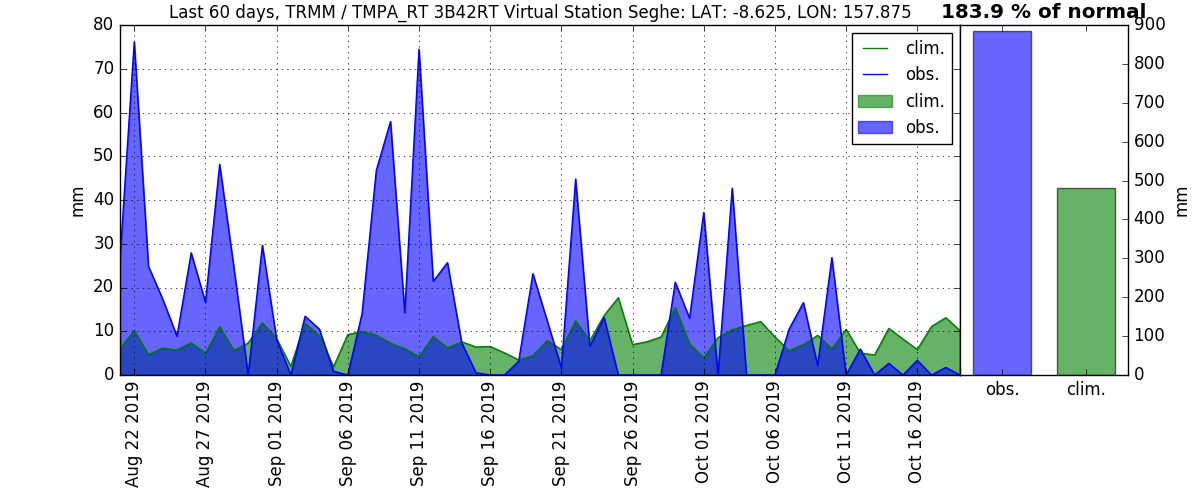 Last 60 days, TRMM / TMPA_RT 3B42RT Virtual Station Seghe: LAT: -8.625, LON: 157.875
183.9 % of normal
80
70
60
50
40
30
20
10
0
mm
clim.
obs.
clim.
obs.
900
800
700
600
500
400
300
200
100
0
mm
Aug 22 2019
Aug 27 2019
Sep 01 2019
Sep 06 2019
Sep 11 2019
Sep 16 2019
Sep 21 2019
Sep 26 2019
Oct 01 2019
Oct 06 2019
Oct 11 2019
Oct 16 2019
obs.
clim.